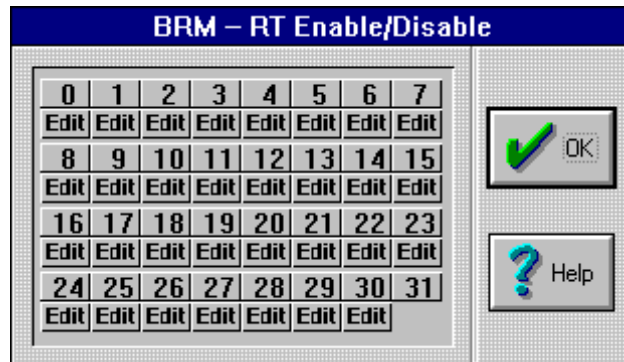 BRM – RT Enable/Disable
0 1 2 3 4 5 6 7
Edit Edit Edit Edit Edit Edit Edit Edit
8 9 10 11 12 13 14 15
Edit Edit Edit Edit Edit Edit Edit Edit
16 17 18 19 20 21 22 23
Edit Edit Edit Edit Edit Edit Edit Edit
24 25 26 27 28 29 30 31
Edit Edit Edit Edit Edit Edit Edit
OK
Help